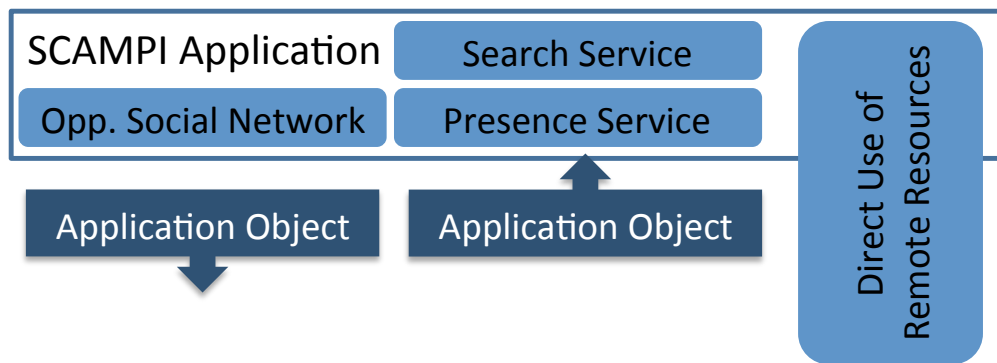 SCAMPI Application
Search Service
Opp. Social Network
Presence Service
Application Object
Application Object
Direct Use of
Remote Resources